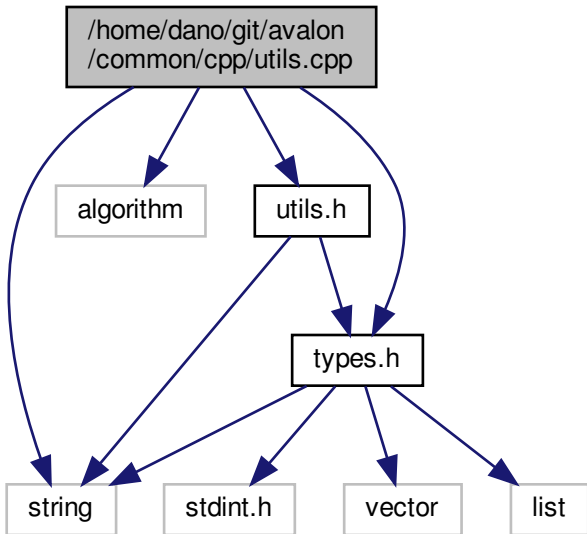 /home/dano/git/avalon
/common/cpp/utils.cpp
algorithm
utils.h
types.h
string
stdint.h
vector
list